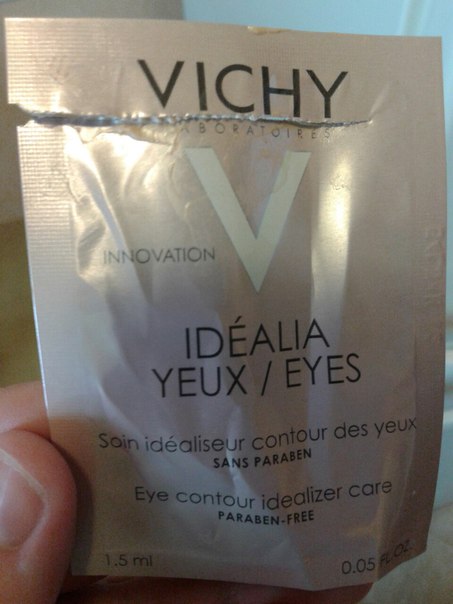 VICHY
LABORATOIRES
V
INNOVATION
IDÉALIA
YEUX / EYES
Soin idéaliseur contour des yeux
SANS PARABEN
Eye contour idealizer care
PARABEN-FREE
1.5 ml
0.05 FL.OZ.